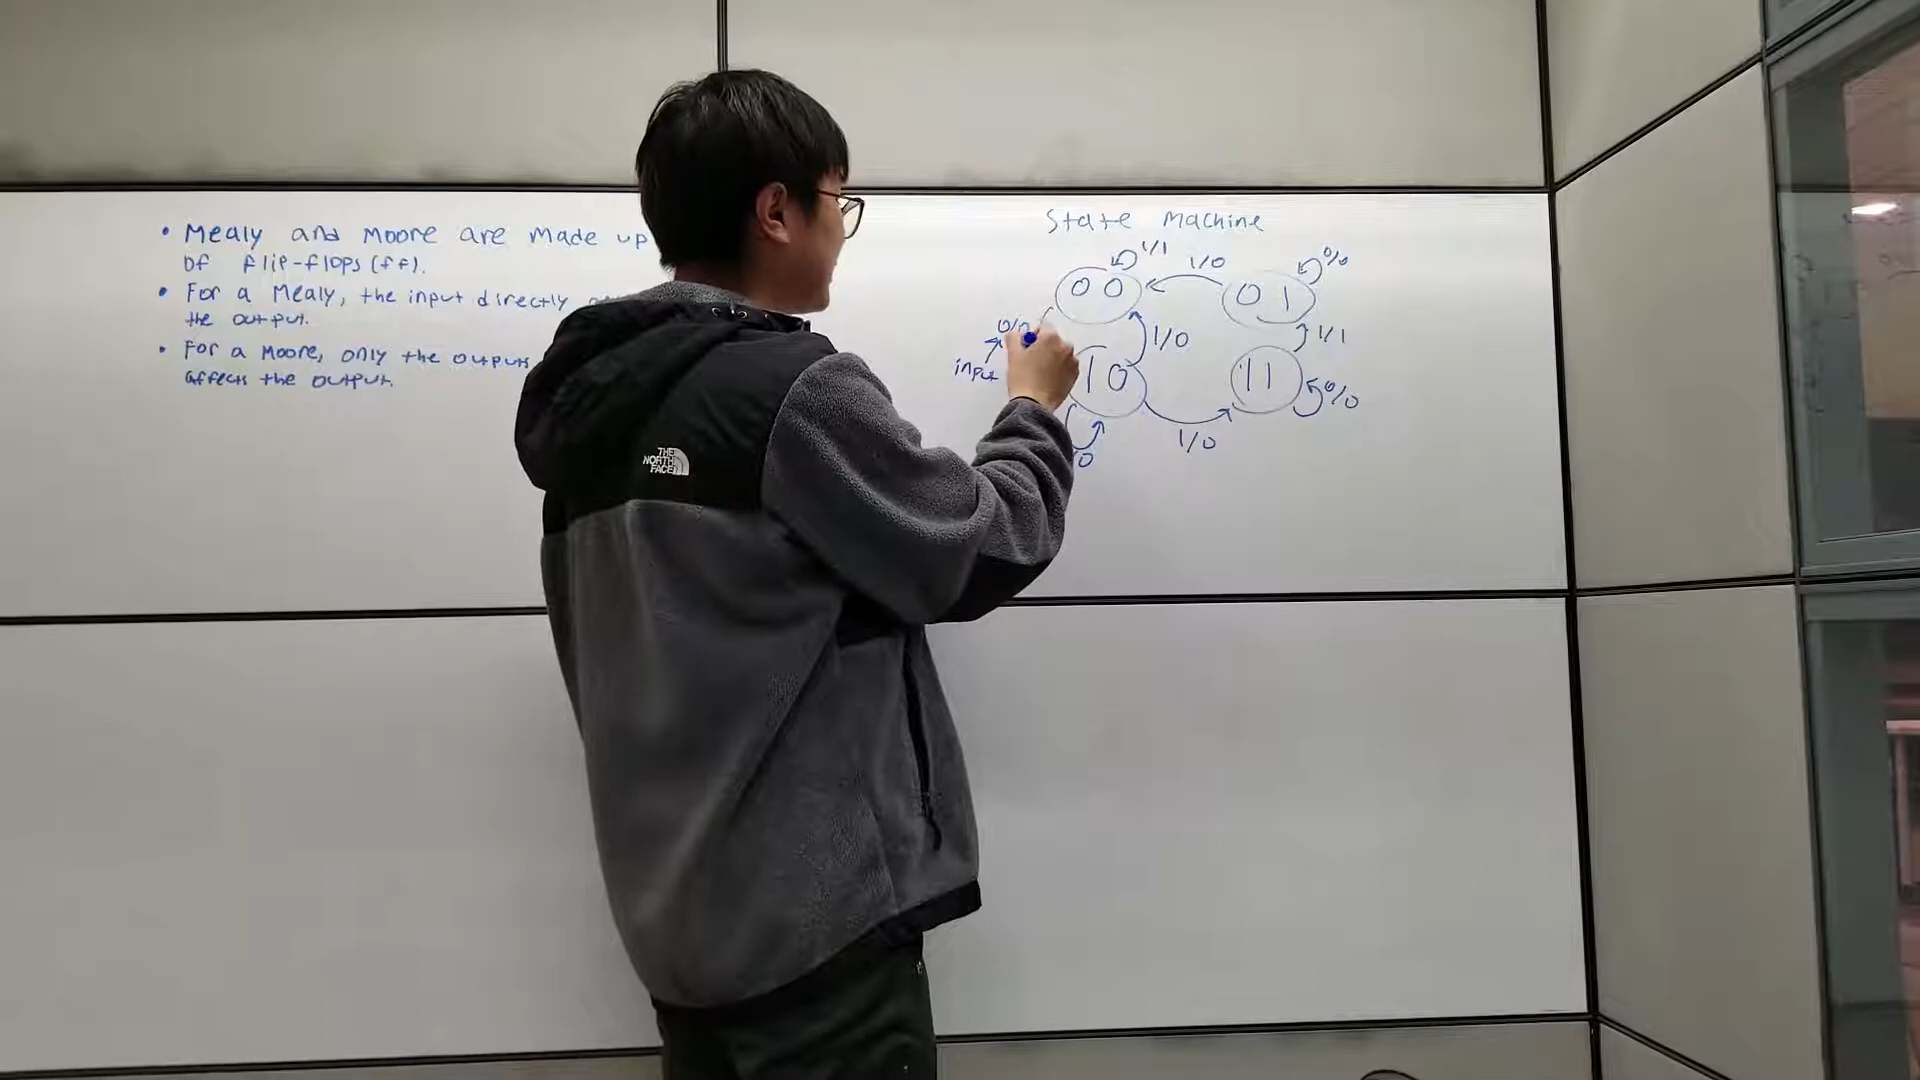 • Mealy and Moore are made up
of flip-flops (ff).
• For a Mealy, the input directly
the output.
• For a Moore, only the outputs
affects the output.
State Machine
1/1
1/0
0/0
00
01
1/0
1/1
input
10
11
0/0
1/0
THE
NORTH
FACE